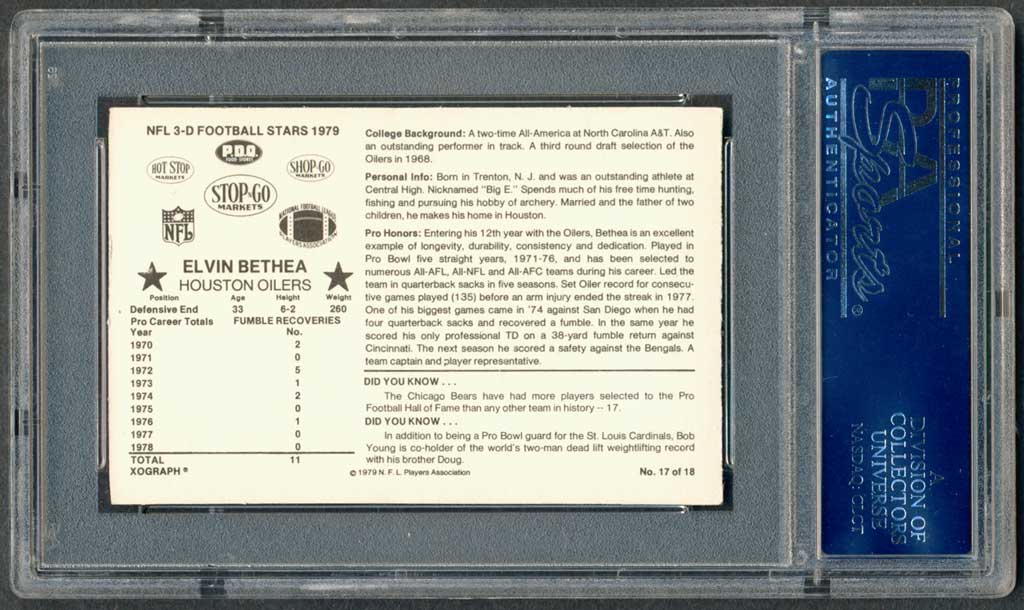 NFL 3-D FOOTBALL STARS 1979
P.D.Q.
FOOD STORES
HOT STOP
MARKETS
SHOP-GO
MARKETS
STOP-GO
MARKETS
NFL
NATIONAL FOOTBALL LEAGUE
PLAYERS ASSOCIATION
ELVIN BETHEA
HOUSTON OILERS
Position Age Height Weight
Defensive End 33 6-2 260
Pro Career Totals FUMBLE RECOVERIES
Year No.
1970 2
1971 0
1972 5
1973 1
1974 2
1975 0
1976 1
1977 0
1978 0
TOTAL 11
XOGRAPH ®
College Background: A two-time All-America at North Carolina A&T. Also
an outstanding performer in track. A third round draft selection of the
Oilers in 1968.
Personal Info: Born in Trenton, N. J. and was an outstanding athlete at
Central High. Nicknamed "Big E." Spends much of his free time hunting,
fishing and pursuing his hobby of archery. Married and the father of two
children, he makes his home in Houston.
Pro Honors: Entering his 12th year with the Oilers, Bethea is an excellent
example of longevity, durability, consistency and dedication. Played in
Pro Bowl five straight years, 1971-76, and has been selected to
numerous All-AFL, All-NFL and All-AFC teams during his career. Led the
team in quarterback sacks in five seasons. Set Oiler record for consecu-
tive games played (135) before an arm injury ended the streak in 1977.
One of his biggest games came in '74 against San Diego when he had
four quarterback sacks and recovered a fumble. In the same year he
scored his only professional TD on a 38-yard fumble return against
Cincinnati. The next season he scored a safety against the Bengals. A
team captain and player representative.
DID YOU KNOW . . .
The Chicago Bears have had more players selected to the Pro
Football Hall of Fame than any other team in history -- 17.
DID YOU KNOW . . .
In addition to being a Pro Bowl guard for the St. Louis Cardinals, Bob
Young is co-holder of the world's two-man dead lift weightlifting record
with his brother Doug.
© 1979 N. F. L. Players Association No. 17 of 18
PROFESSIONAL
PSA
Sports®
AUTHENTICATOR
A
DIVISION OF
COLLECTORS
UNIVERSE
NASDAQ: CLCT